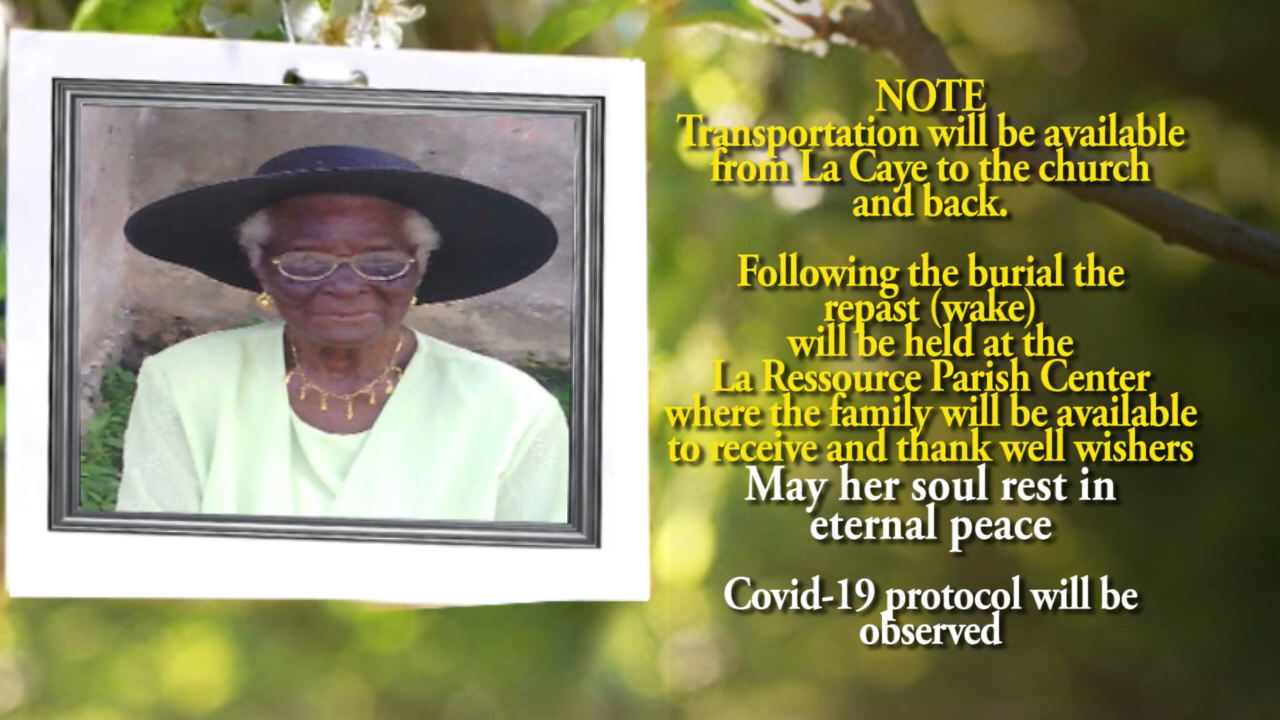 NOTE
Transportation will be available
from La Caye to the church
and back.
Following the burial the
repast (wake)
will be held at the
La Ressource Parish Center
where the family will be available
to receive and thank well wishers
May her soul rest in
eternal peace
Covid-19 protocol will be
observed